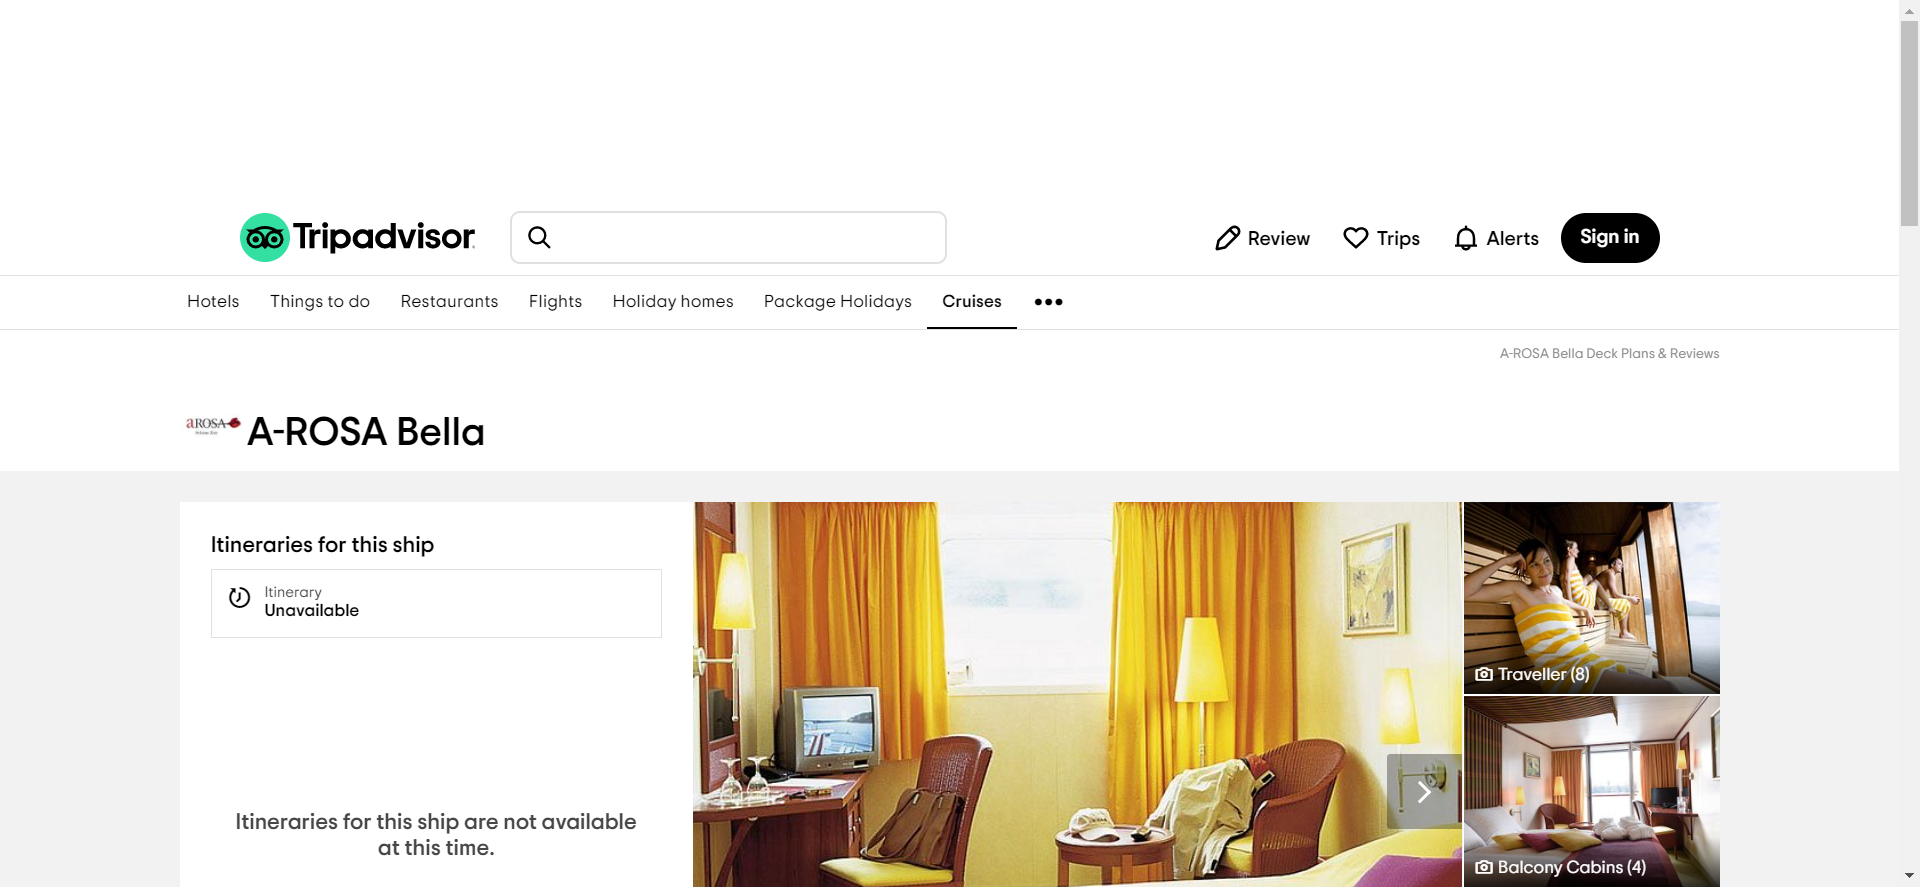 Tripadvisor
Review
Trips
Alerts
Sign in
Hotels
Things to do
Restaurants
Flights
Holiday homes
Package Holidays
Cruises
A-ROSA Bella Deck Plans & Reviews
aROSA
A-ROSA Bella
Itineraries for this ship
Itinerary
Unavailable
Itineraries for this ship are not available
at this time.
Traveller (8)
Balcony Cabins (4)